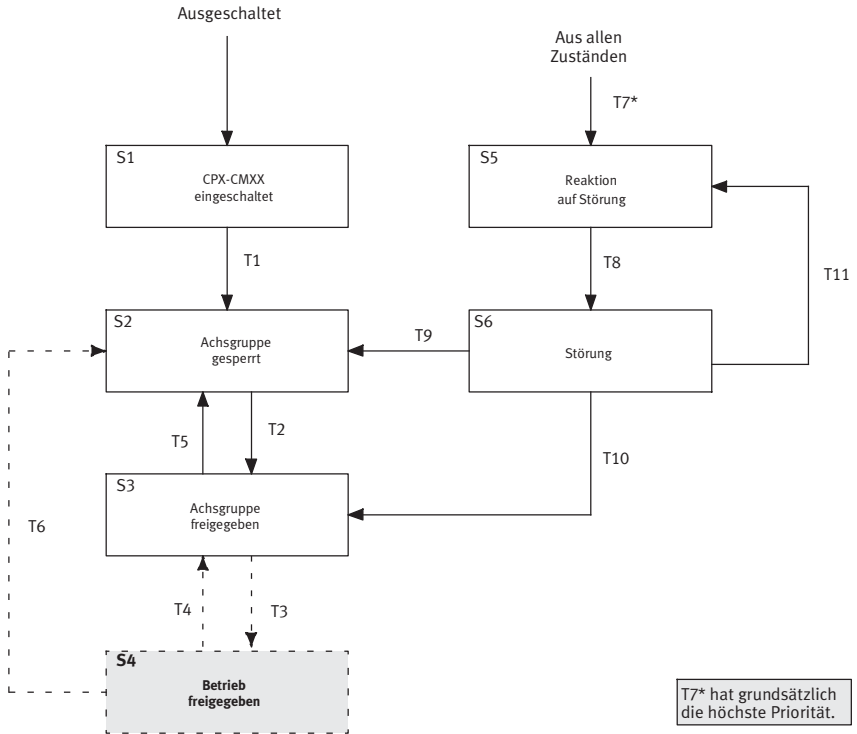 Ausgeschaltet
Aus allen
Zuständen
T7*
S1
CPX-CMXX
eingeschaltet
S5
Reaktion
auf Störung
T1
T8
T11
S2
Achsgruppe
gesperrt
T9
S6
Störung
T5
T2
T10
S3
Achsgruppe
freigegeben
T6
T4
T3
S4
Betrieb
freigegeben
T7* hat grundsätzlich
die höchste Priorität.